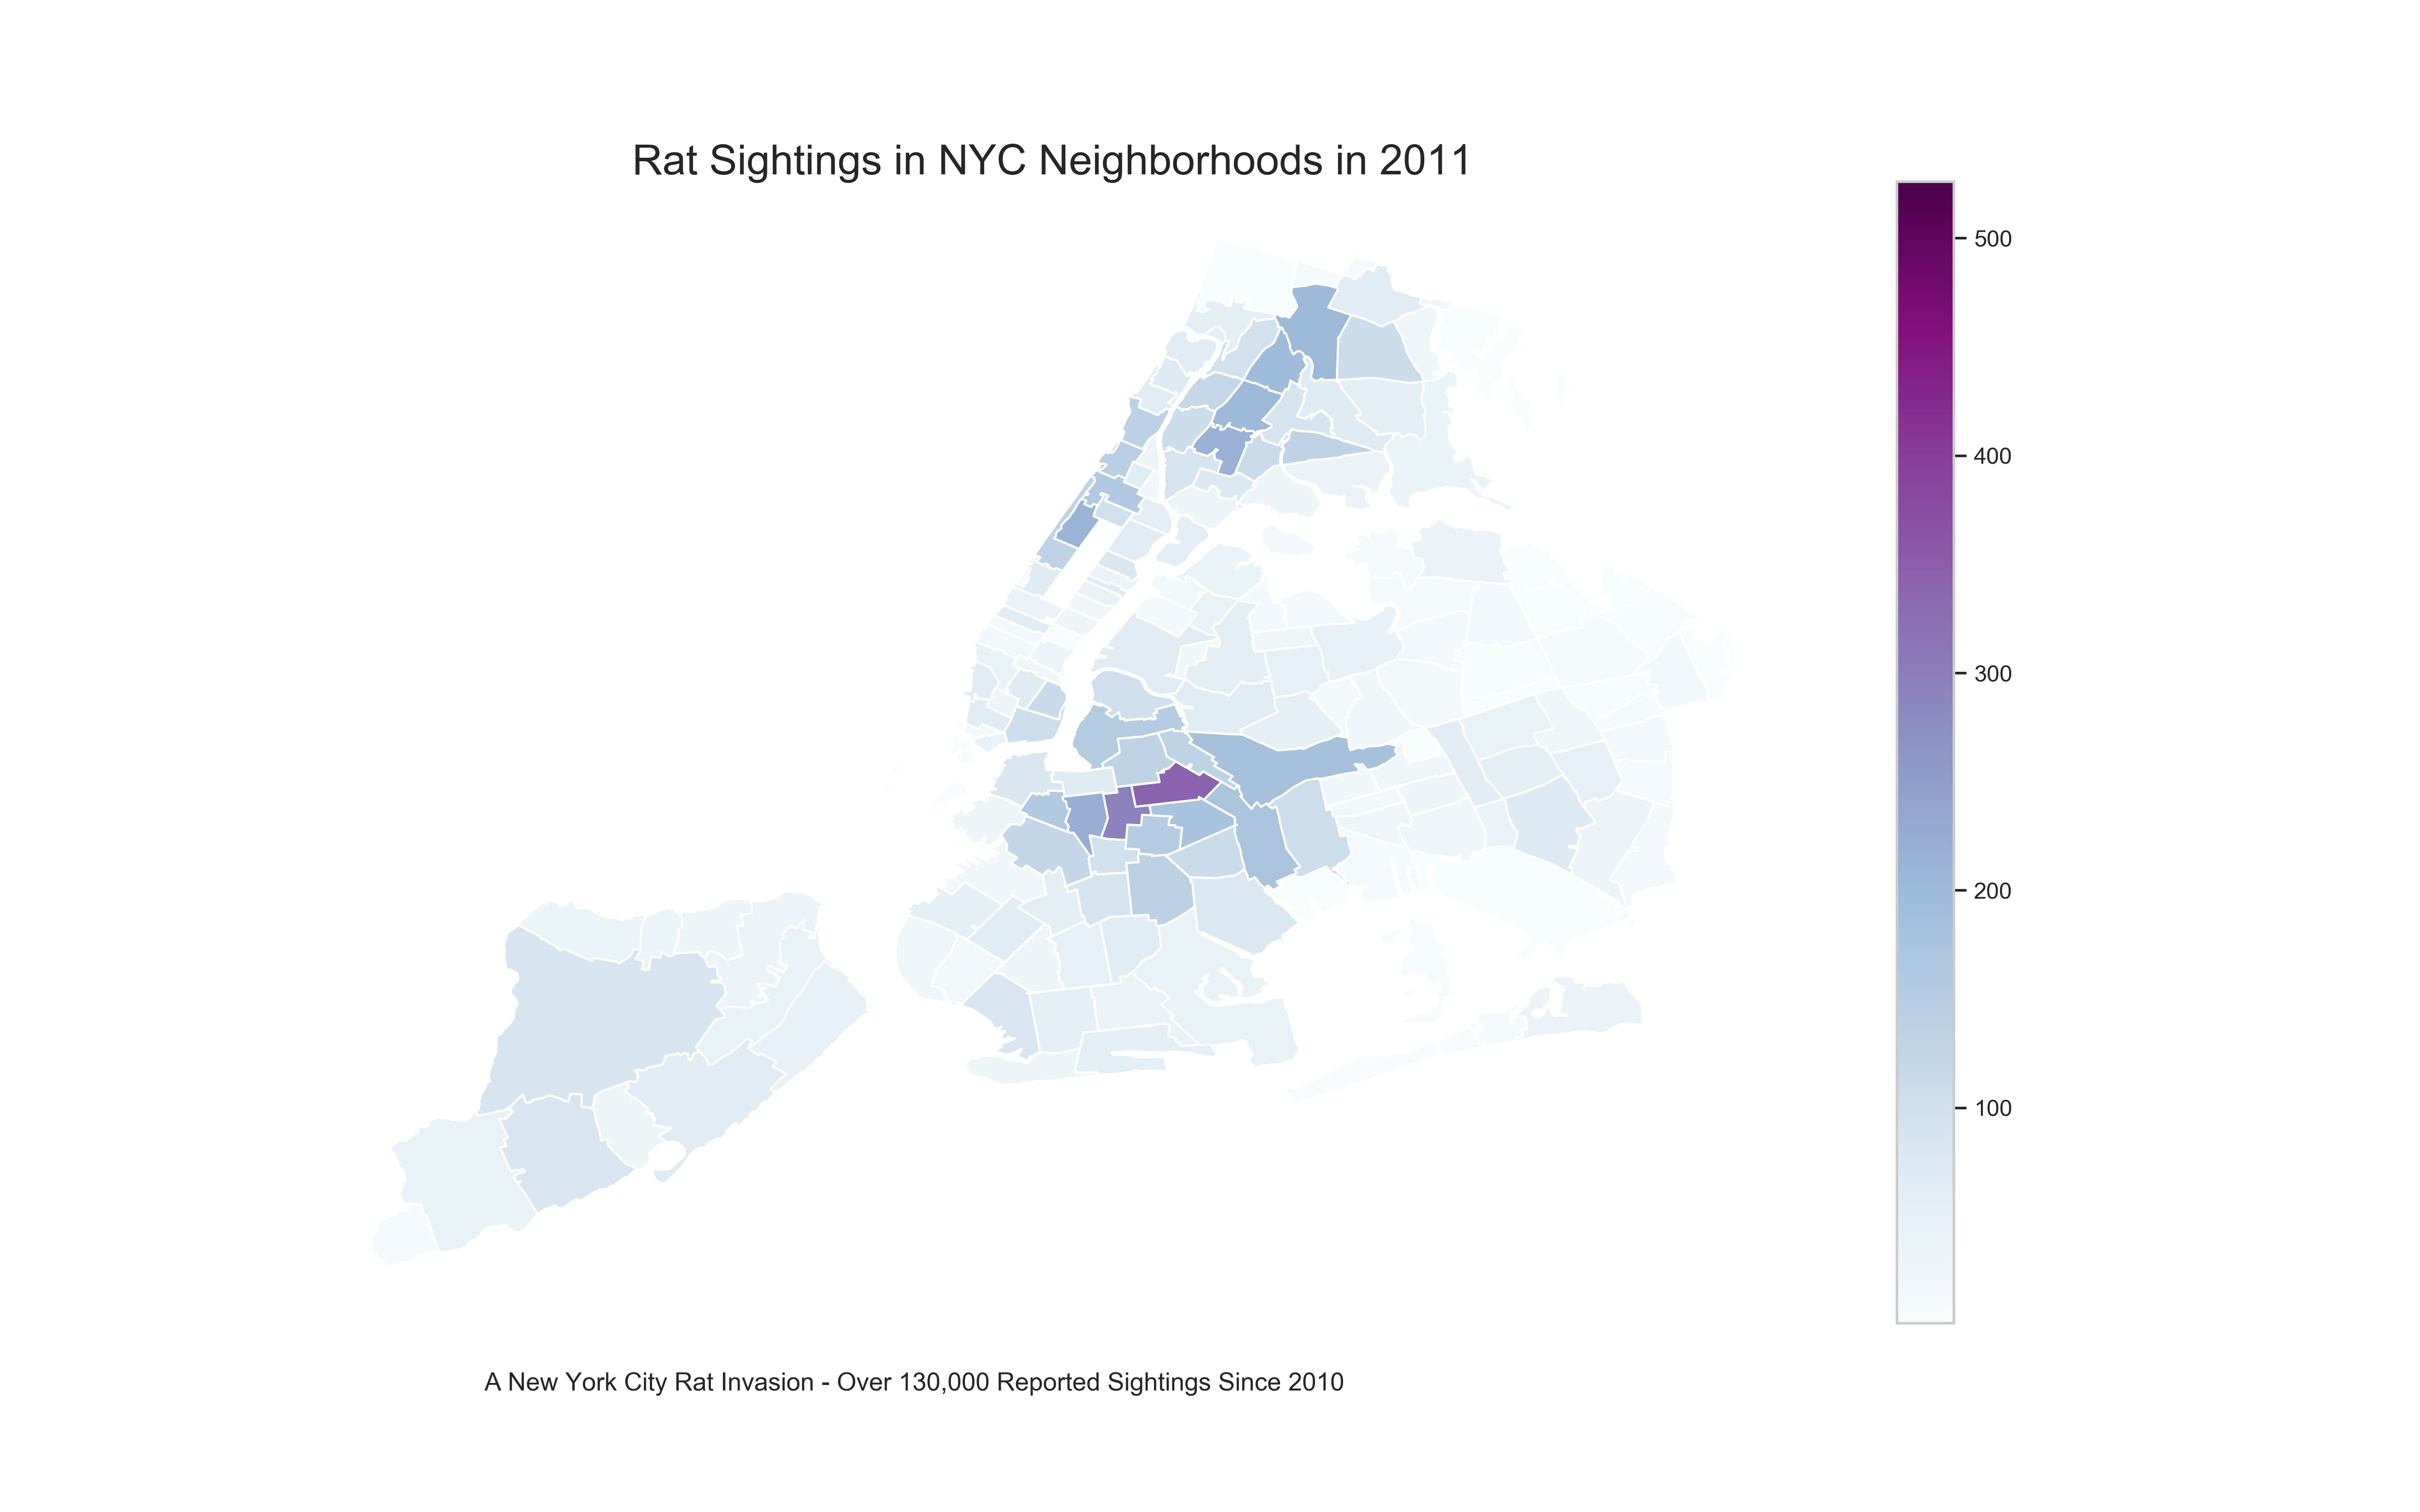 Rat Sightings in NYC Neighborhoods in 2011
500
400
300
200
100
A New York City Rat Invasion - Over 130,000 Reported Sightings Since 2010